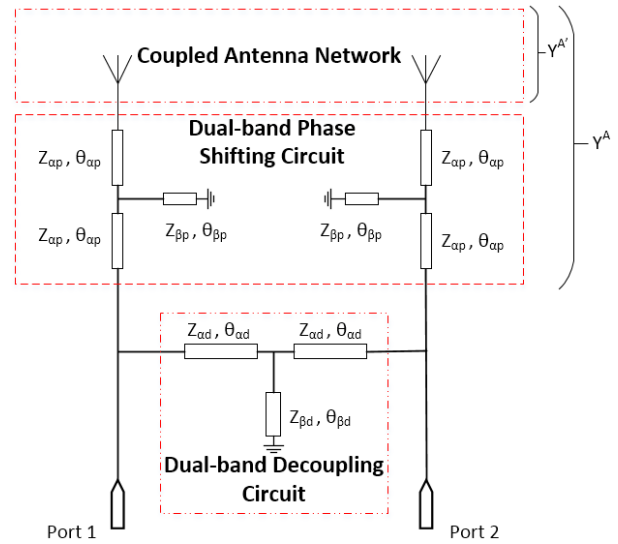 Coupled Antenna Network
Y^A'
Dual-band Phase
Shifting Circuit
Y^A
Zαp , θαp
Zαp , θαp
Zβp , θβp
Zβp , θβp
Zαp , θαp
Zαp , θαp
Zαd , θαd
Zαd , θαd
Zβd , θβd
Dual-band Decoupling
Circuit
Port 1
Port 2